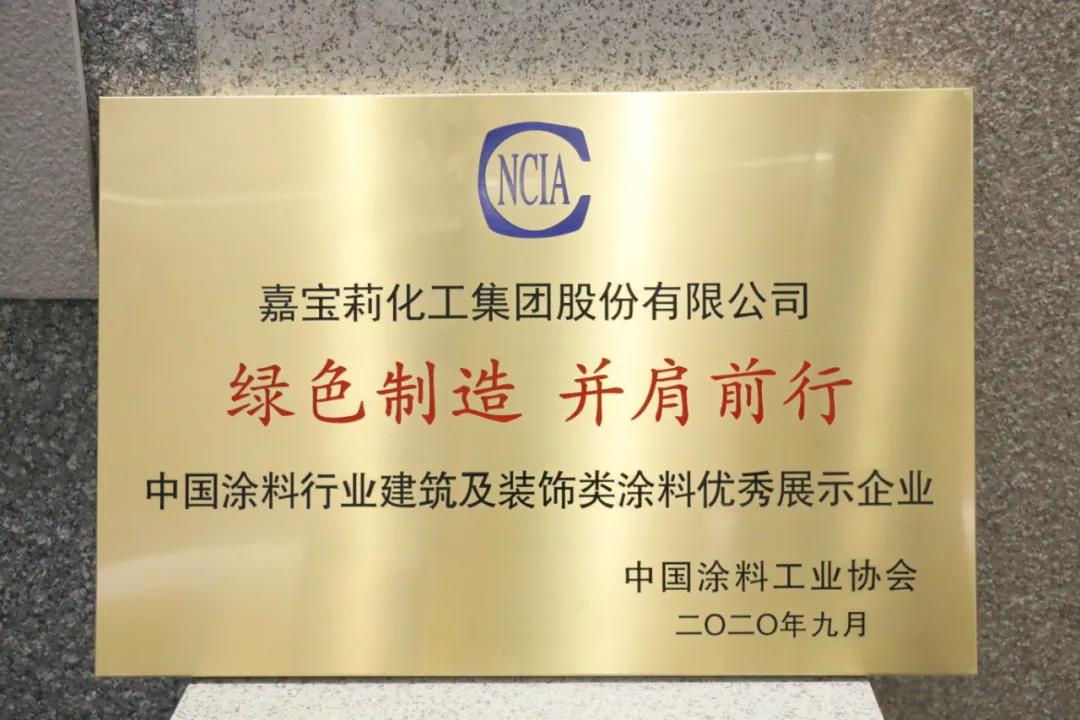 NCIA
嘉宝莉化工集团股份有限公司
绿色制造 并肩前行
中国涂料行业建筑及装饰类涂料优秀展示企业
中国涂料工业协会
二〇二〇年九月